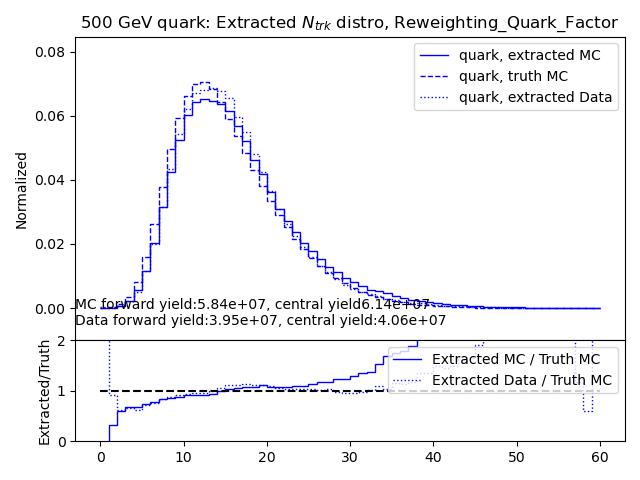 500 GeV quark: Extracted N_trk distro, Reweighting_Quark_Factor
0.08
0.06
0.04
0.02
0.00
Normalized
quark, extracted MC
quark, truth MC
quark, extracted Data
MC forward yield:5.84e+07, central yield6.14e+07
Data forward yield:3.95e+07, central yield:4.06e+07
2
1
0
Extracted/Truth
Extracted MC / Truth MC
Extracted Data / Truth MC
0 10 20 30 40 50 60